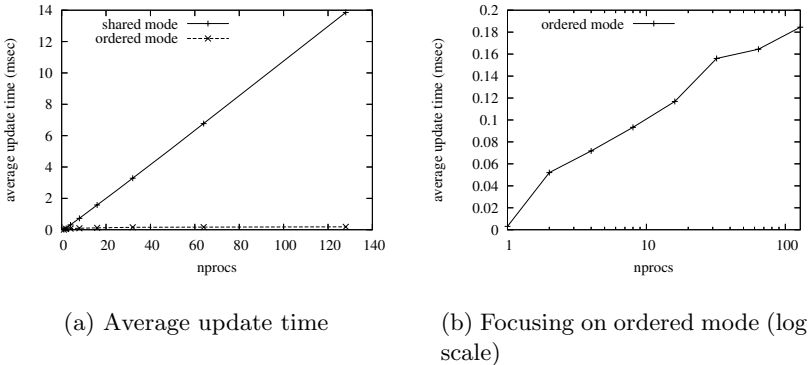 14
12
10
8
6
4
2
0
average update time (msec)
shared mode
ordered mode
0 20 40 60 80 100 120 140
nprocs
(a) Average update time
0.2
0.18
0.16
0.14
0.12
0.1
0.08
0.06
0.04
0.02
0
average update time (msec)
ordered mode
1 10 100
nprocs
(b) Focusing on ordered mode (log
scale)